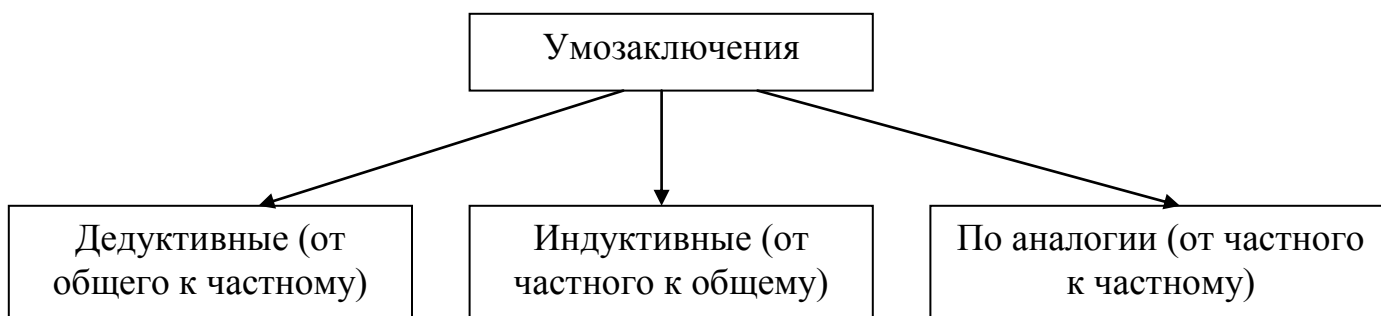 Умозаключения
Дедуктивные (от
общего к частному)
Индуктивные (от
частного к общему)
По аналогии (от частного
к частному)